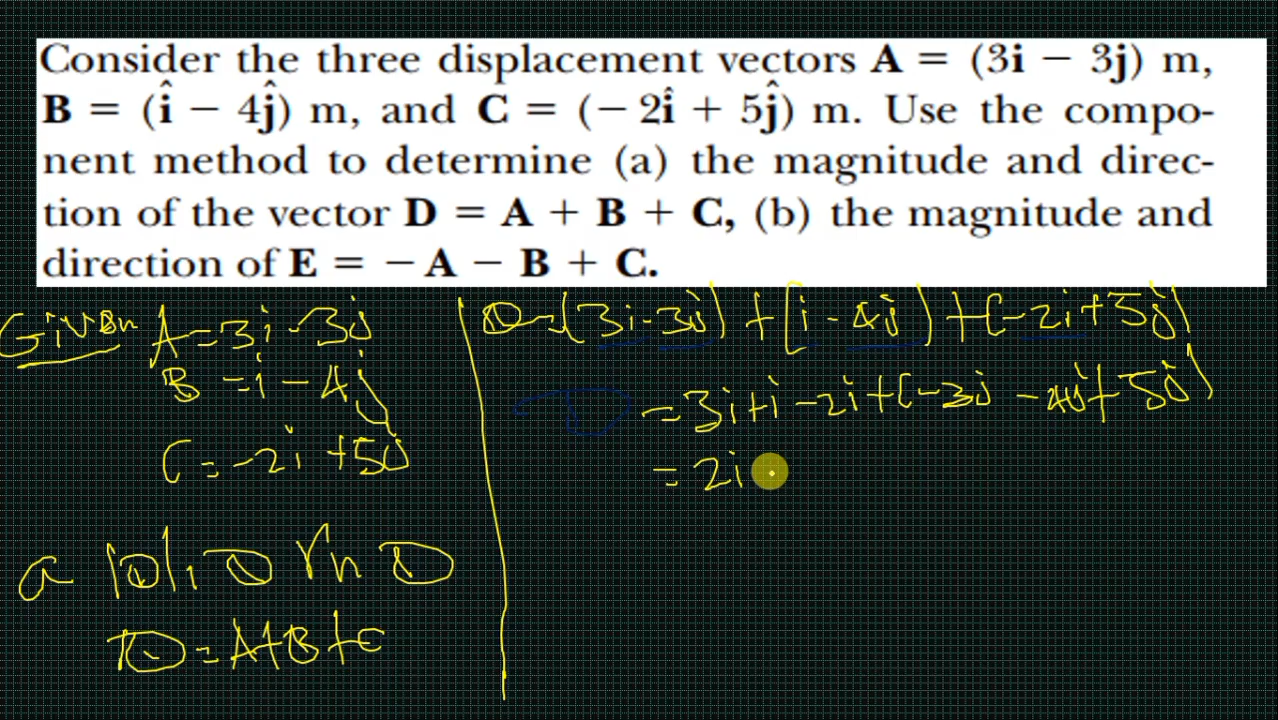 Consider the three displacement vectors A = (3i − 3j) m,
B = (î − 4ĵ) m, and C = (− 2î + 5ĵ) m. Use the compo-
nent method to determine (a) the magnitude and direc-
tion of the vector D = A + B + C, (b) the magnitude and
direction of E = − A − B + C.
Given A = 3i - 3j
B = i - 4j
C = -2i + 5j
a |D|,
D = A+B+C
D = (3i - 3j) + (i - 4j) + (-2i + 5j)
= 3i + i - 2i + (-3j - 4j + 5j)
= 2i